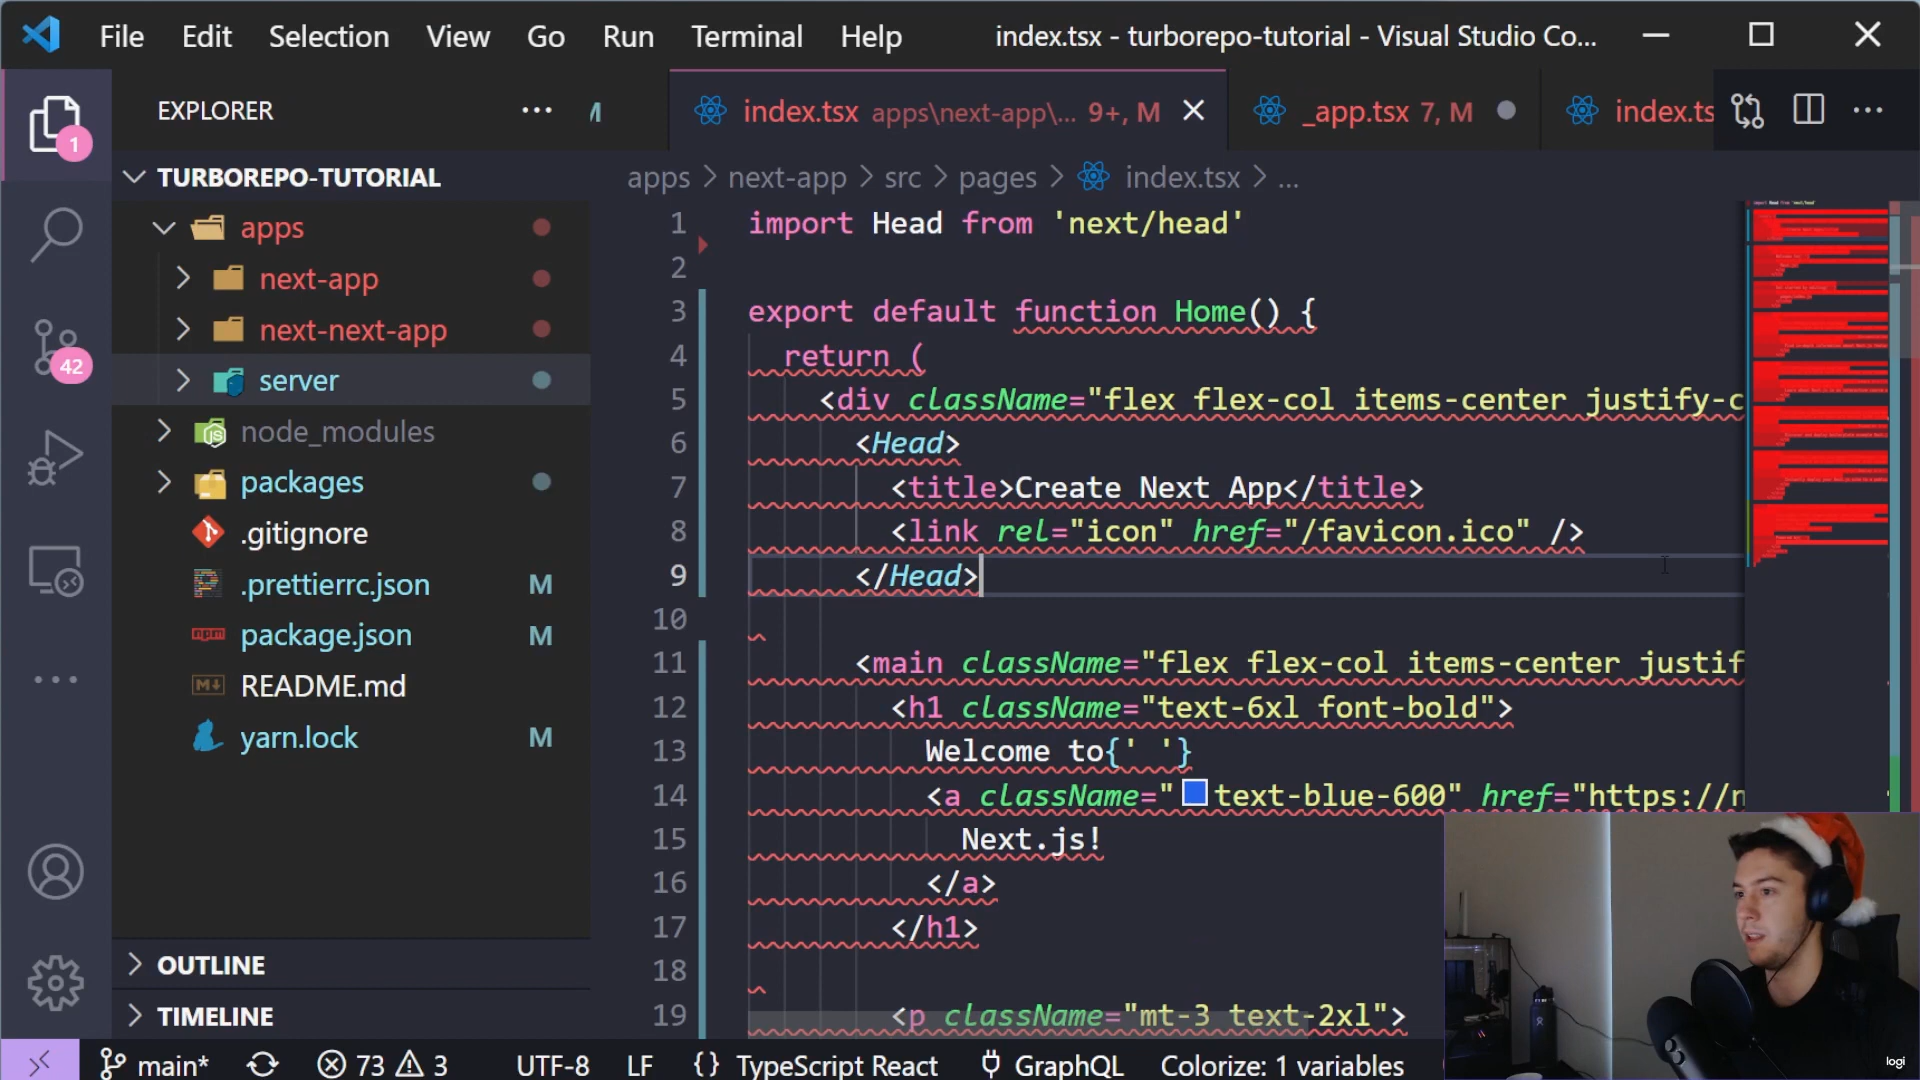 File Edit Selection View Go Run Terminal Help index.tsx - turborepo-tutorial - Visual Studio Co...
EXPLORER ... M index.tsx apps\next-app\... 9+, M _app.tsx 7, M index.ts
1
TURBOREPO-TUTORIAL
apps > next-app > src > pages > index.tsx > ...
apps
next-app
next-next-app
server
node_modules
packages
.gitignore
.prettierrc.json M
package.json M
README.md
yarn.lock M
42
OUTLINE
TIMELINE
1 import Head from 'next/head'
2
3 export default function Home() {
4 return (
5 <div className="flex flex-col items-center justify-c
6 <Head>
7 <title>Create Next App</title>
8 <link rel="icon" href="/favicon.ico" />
9 </Head>
10
11 <main className="flex flex-col items-center justif
12 <h1 className="text-6xl font-bold">
13 Welcome to{' '}
14 <a className="text-blue-600" href="https://n
15 Next.js!
16 </a>
17 </h1>
18
19 <p className="mt-3 text-2xl">
main* 73 3 UTF-8 LF {} TypeScript React GraphQL Colorize: 1 variables
logi